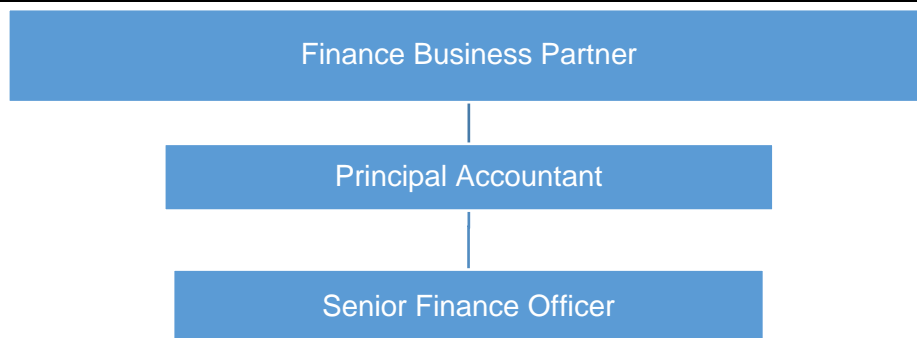 Finance Business Partner
Principal Accountant
Senior Finance Officer